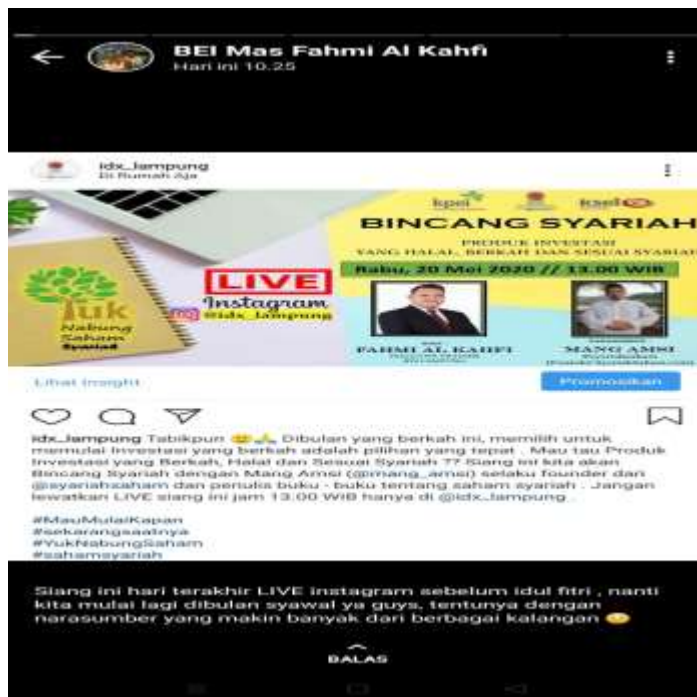 BEI Mas Fahmi Al Kahfi
Hari ini 10.25
idx_lampung
Di Rumah Aja
kpei
ksei
BINCANG SYARIAH
PRODUK INVESTASI
YANG HALAL, BERKAH DAN SESUAI SYARIAH
Rabu, 20 Mei 2020 // 13.00 WIB
LIVE
Instagram
@idx_lampung
Yuk
Nabung
Saham
Syariah
FAHMI AL KAHFI
MANG AMSI
Lihat Insight
Promosikan
idx_lampung Tabikpun 😊🙏 Dibulan yang berkah ini, memilih untuk
memulai Investasi yang berkah adalah pilihan yang tepat . Mau tau Produk
Investasi yang Berkah, Halal dan Sesuai Syariah ?? Siang ini kita akan
Bincang Syariah dengan Mang Amsi (@mang_amsi) selaku founder dari
@syariahsaham dan penulis buku - buku tentang saham syariah . Jangan
lewatkan LIVE siang ini jam 13.00 WIB hanya di @idx_lampung .
#MauMulaiKapan
#sekarangsaatnya
#YukNabungSaham
#sahamsyariah
Siang ini hari terakhir LIVE instagram sebelum idul fitri , nanti
kita mulai lagi dibulan syawal ya guys, tentunya dengan
narasumber yang makin banyak dari berbagai kalangan 😊
BALAS